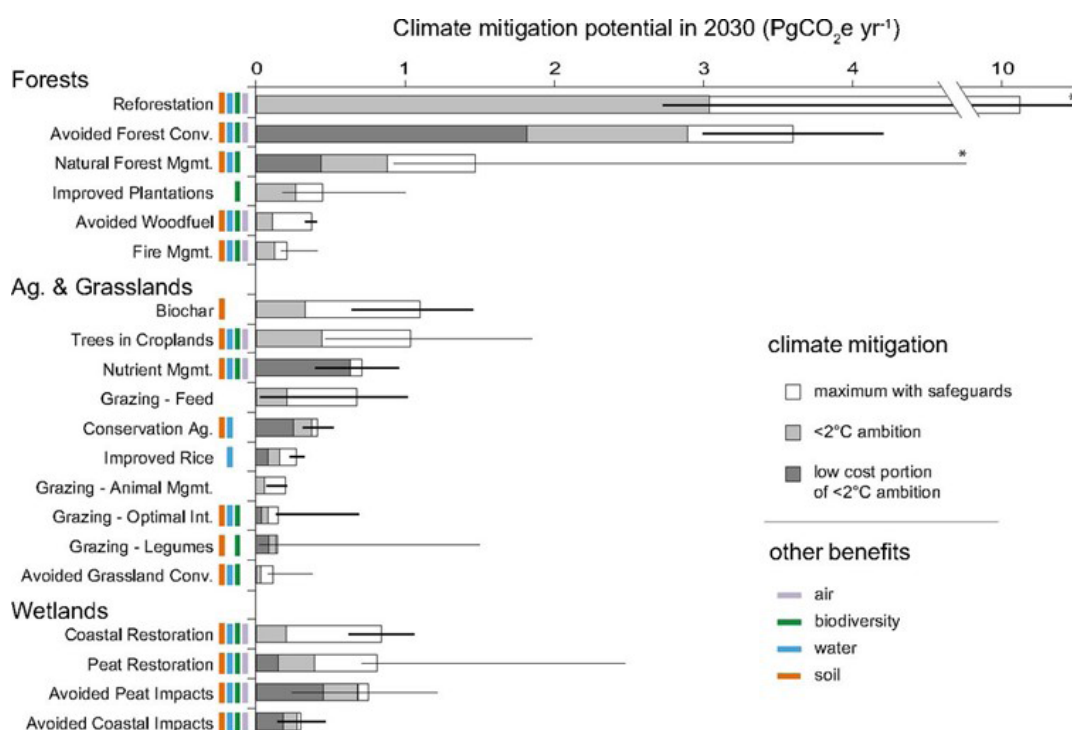 Climate mitigation potential in 2030 (PgCO₂e yr⁻¹)
0 1 2 3 4 10
Forests
Reforestation
*
Avoided Forest Conv.
Natural Forest Mgmt.
*
Improved Plantations
Avoided Woodfuel
Fire Mgmt.
Ag. & Grasslands
Biochar
Trees in Croplands
Nutrient Mgmt.
Grazing - Feed
Conservation Ag.
Improved Rice
Grazing - Animal Mgmt.
Grazing - Optimal Int.
Grazing - Legumes
Avoided Grassland Conv.
Wetlands
Coastal Restoration
Peat Restoration
Avoided Peat Impacts
Avoided Coastal Impacts
climate mitigation
maximum with safeguards
<2°C ambition
low cost portion
of <2°C ambition
other benefits
air
biodiversity
water
soil